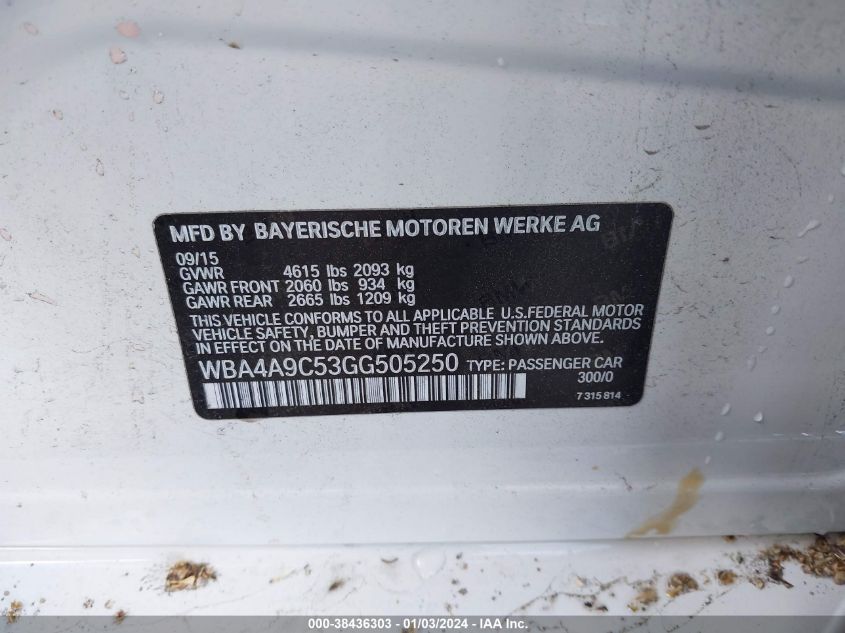 MFD BY BAYERISCHE MOTOREN WERKE AG
09/15
GVWR 4615 lbs 2093 kg
GAWR FRONT 2060 lbs 934 kg
GAWR REAR 2665 lbs 1209 kg
THIS VEHICLE CONFORMS TO ALL APPLICABLE U.S.FEDERAL MOTOR
VEHICLE SAFETY, BUMPER AND THEFT PREVENTION STANDARDS
IN EFFECT ON THE DATE OF MANUFACTURE SHOWN ABOVE.
WBA4A9C53GG505250 TYPE: PASSENGER CAR
300/0
7 315 814
000-38436303 - 01/03/2024 - IAA Inc.